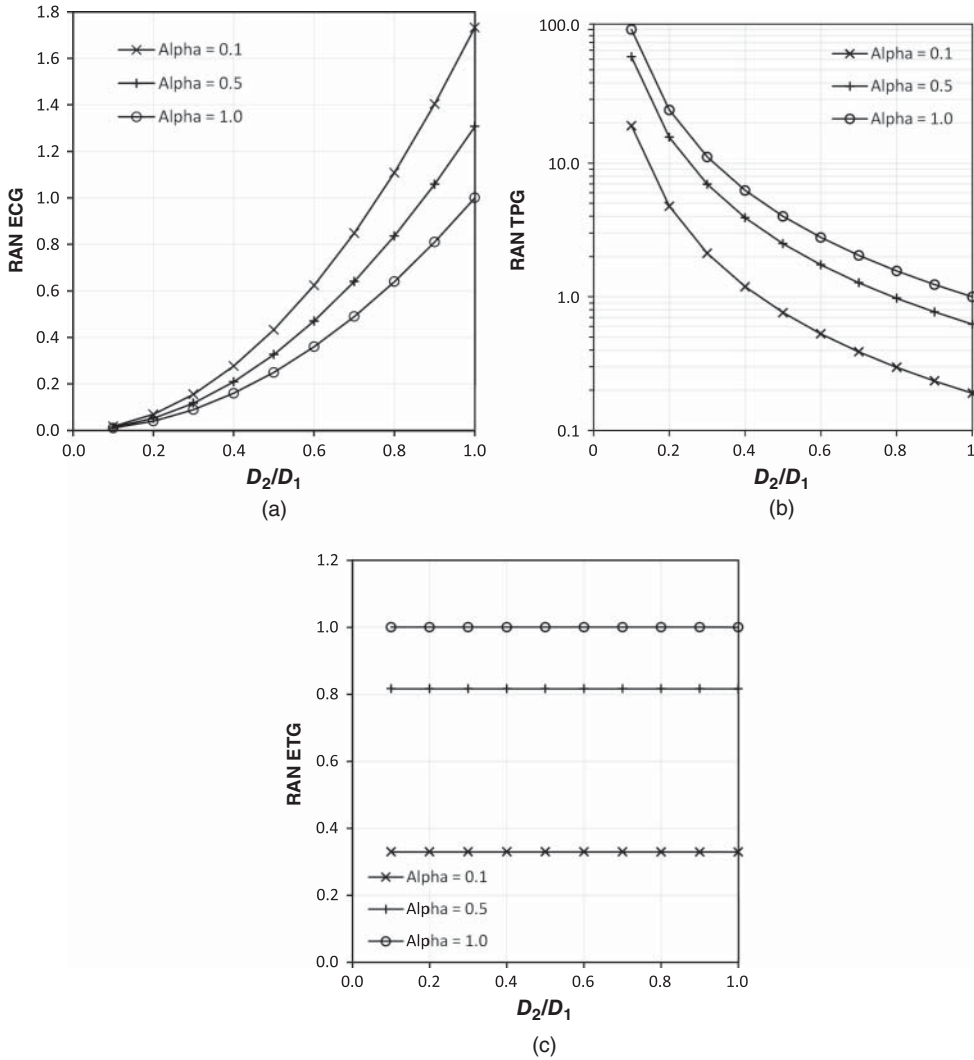 1.8
1.6
1.4
1.2
1.0
0.8
0.6
0.4
0.2
0.0
RAN ECG
Alpha = 0.1
Alpha = 0.5
Alpha = 1.0
0.0 0.2 0.4 0.6 0.8 1.0
D2/D1
(a)
100.0
10.0
1.0
0.1
RAN TPG
Alpha = 0.1
Alpha = 0.5
Alpha = 1.0
0 0.2 0.4 0.6 0.8 1
D2/D1
(b)
1.2
1.0
0.8
0.6
0.4
0.2
0.0
RAN ETG
Alpha = 0.1
Alpha = 0.5
Alpha = 1.0
0.0 0.2 0.4 0.6 0.8 1.0
D2/D1
(c)